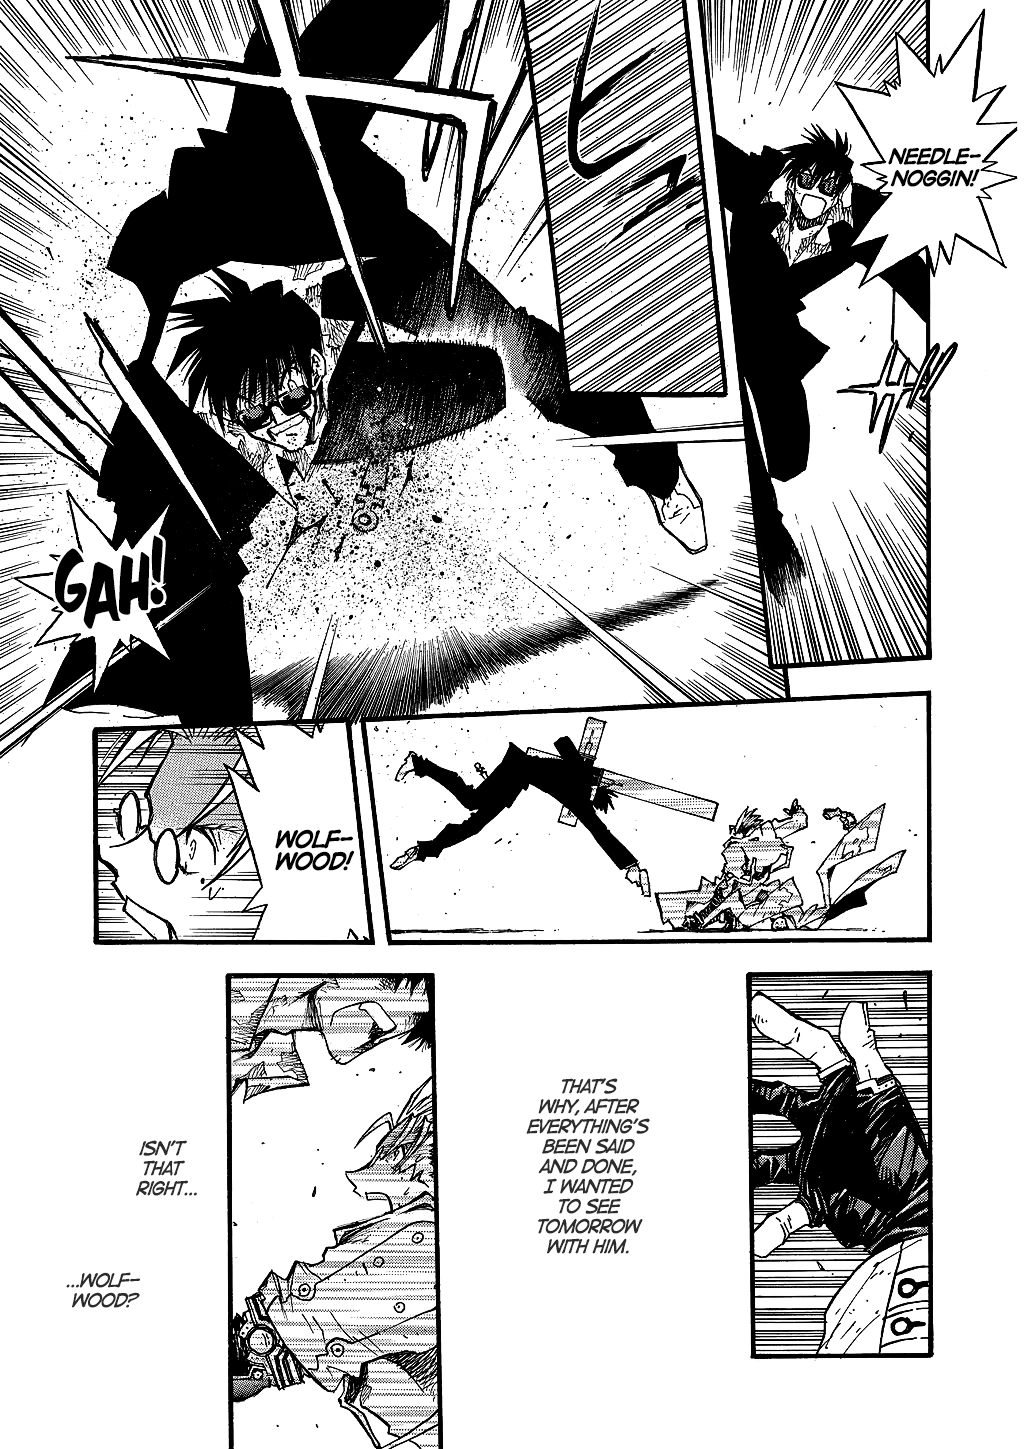 NEEDLE-
NOGGIN!
GAH!
WOLF-
WOOD!
THAT'S
WHY, AFTER
EVERYTHING'S
BEEN SAID
AND DONE,
I WANTED
TO SEE
TOMORROW
WITH HIM.
ISN'T
THAT
RIGHT...
...WOLF-
WOOD?